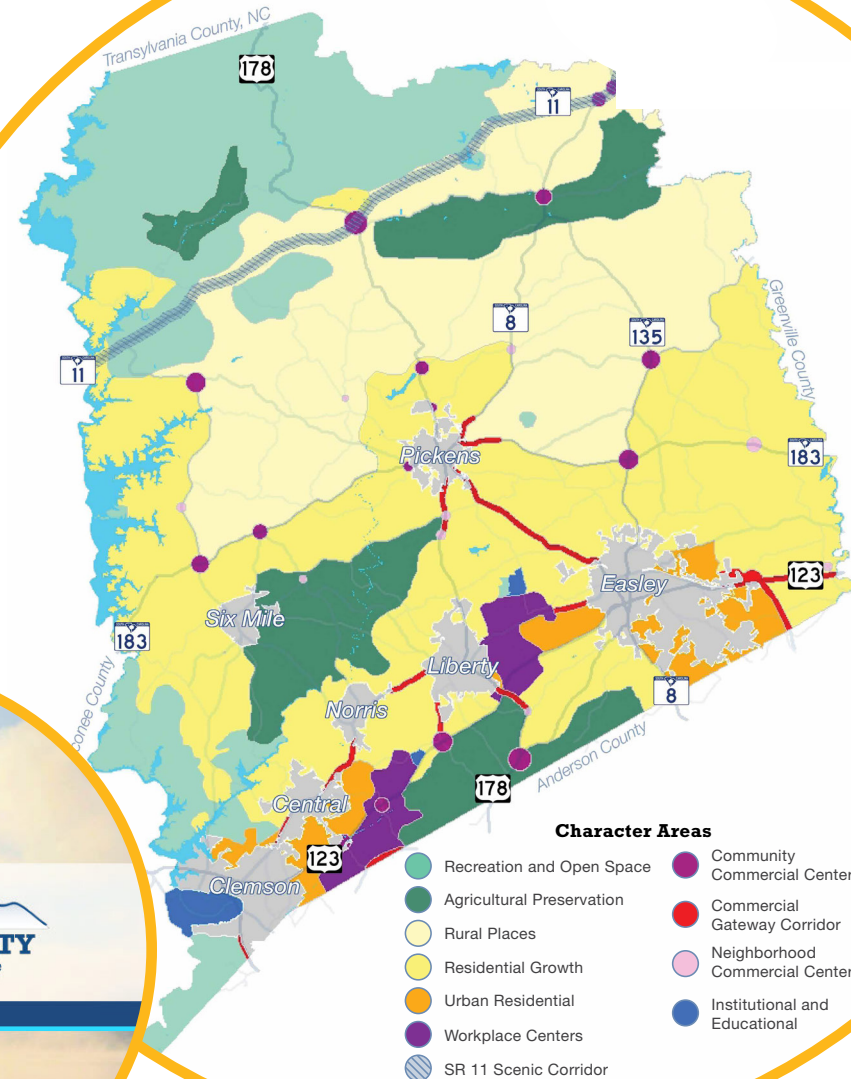 Transylvania County, NC
178
11
11
8
135
Greenville County
183
Pickens
123
Easley
Six Mile
183
Liberty
8
Norris
Anderson County
178
Central
123
Clemson
TY
Character Areas
Recreation and Open Space
Agricultural Preservation
Rural Places
Residential Growth
Urban Residential
Workplace Centers
SR 11 Scenic Corridor
Community
Commercial Center
Commercial
Gateway Corridor
Neighborhood
Commercial Center
Institutional and
Educational
onee County